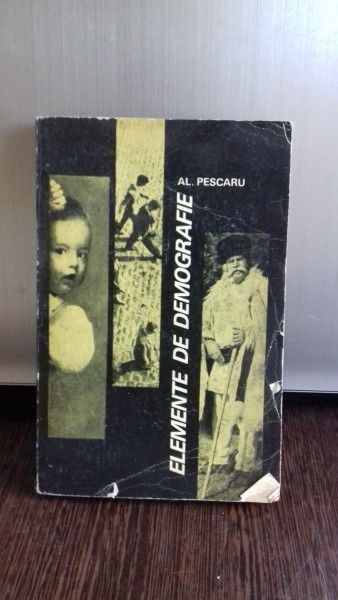 AL. PESCARU
ELEMENTE DE DEMOGRAFIE